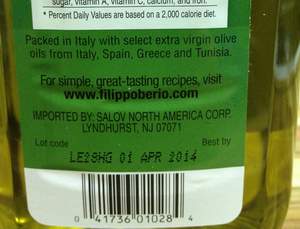 sugar, vitamin A, vitamin C, calcium, and iron.
* Percent Daily Values are based on a 2,000 calorie diet.
Packed in Italy with select extra virgin olive
oils from Italy, Spain, Greece and Tunisia.
For simple, great-tasting recipes, visit
www.filippoberio.com
IMPORTED BY: SALOV NORTH AMERICA CORP.
LYNDHURST, NJ 07071
Lot code Best by
LE29HG 01 APR 2014
0 41736 01028 4